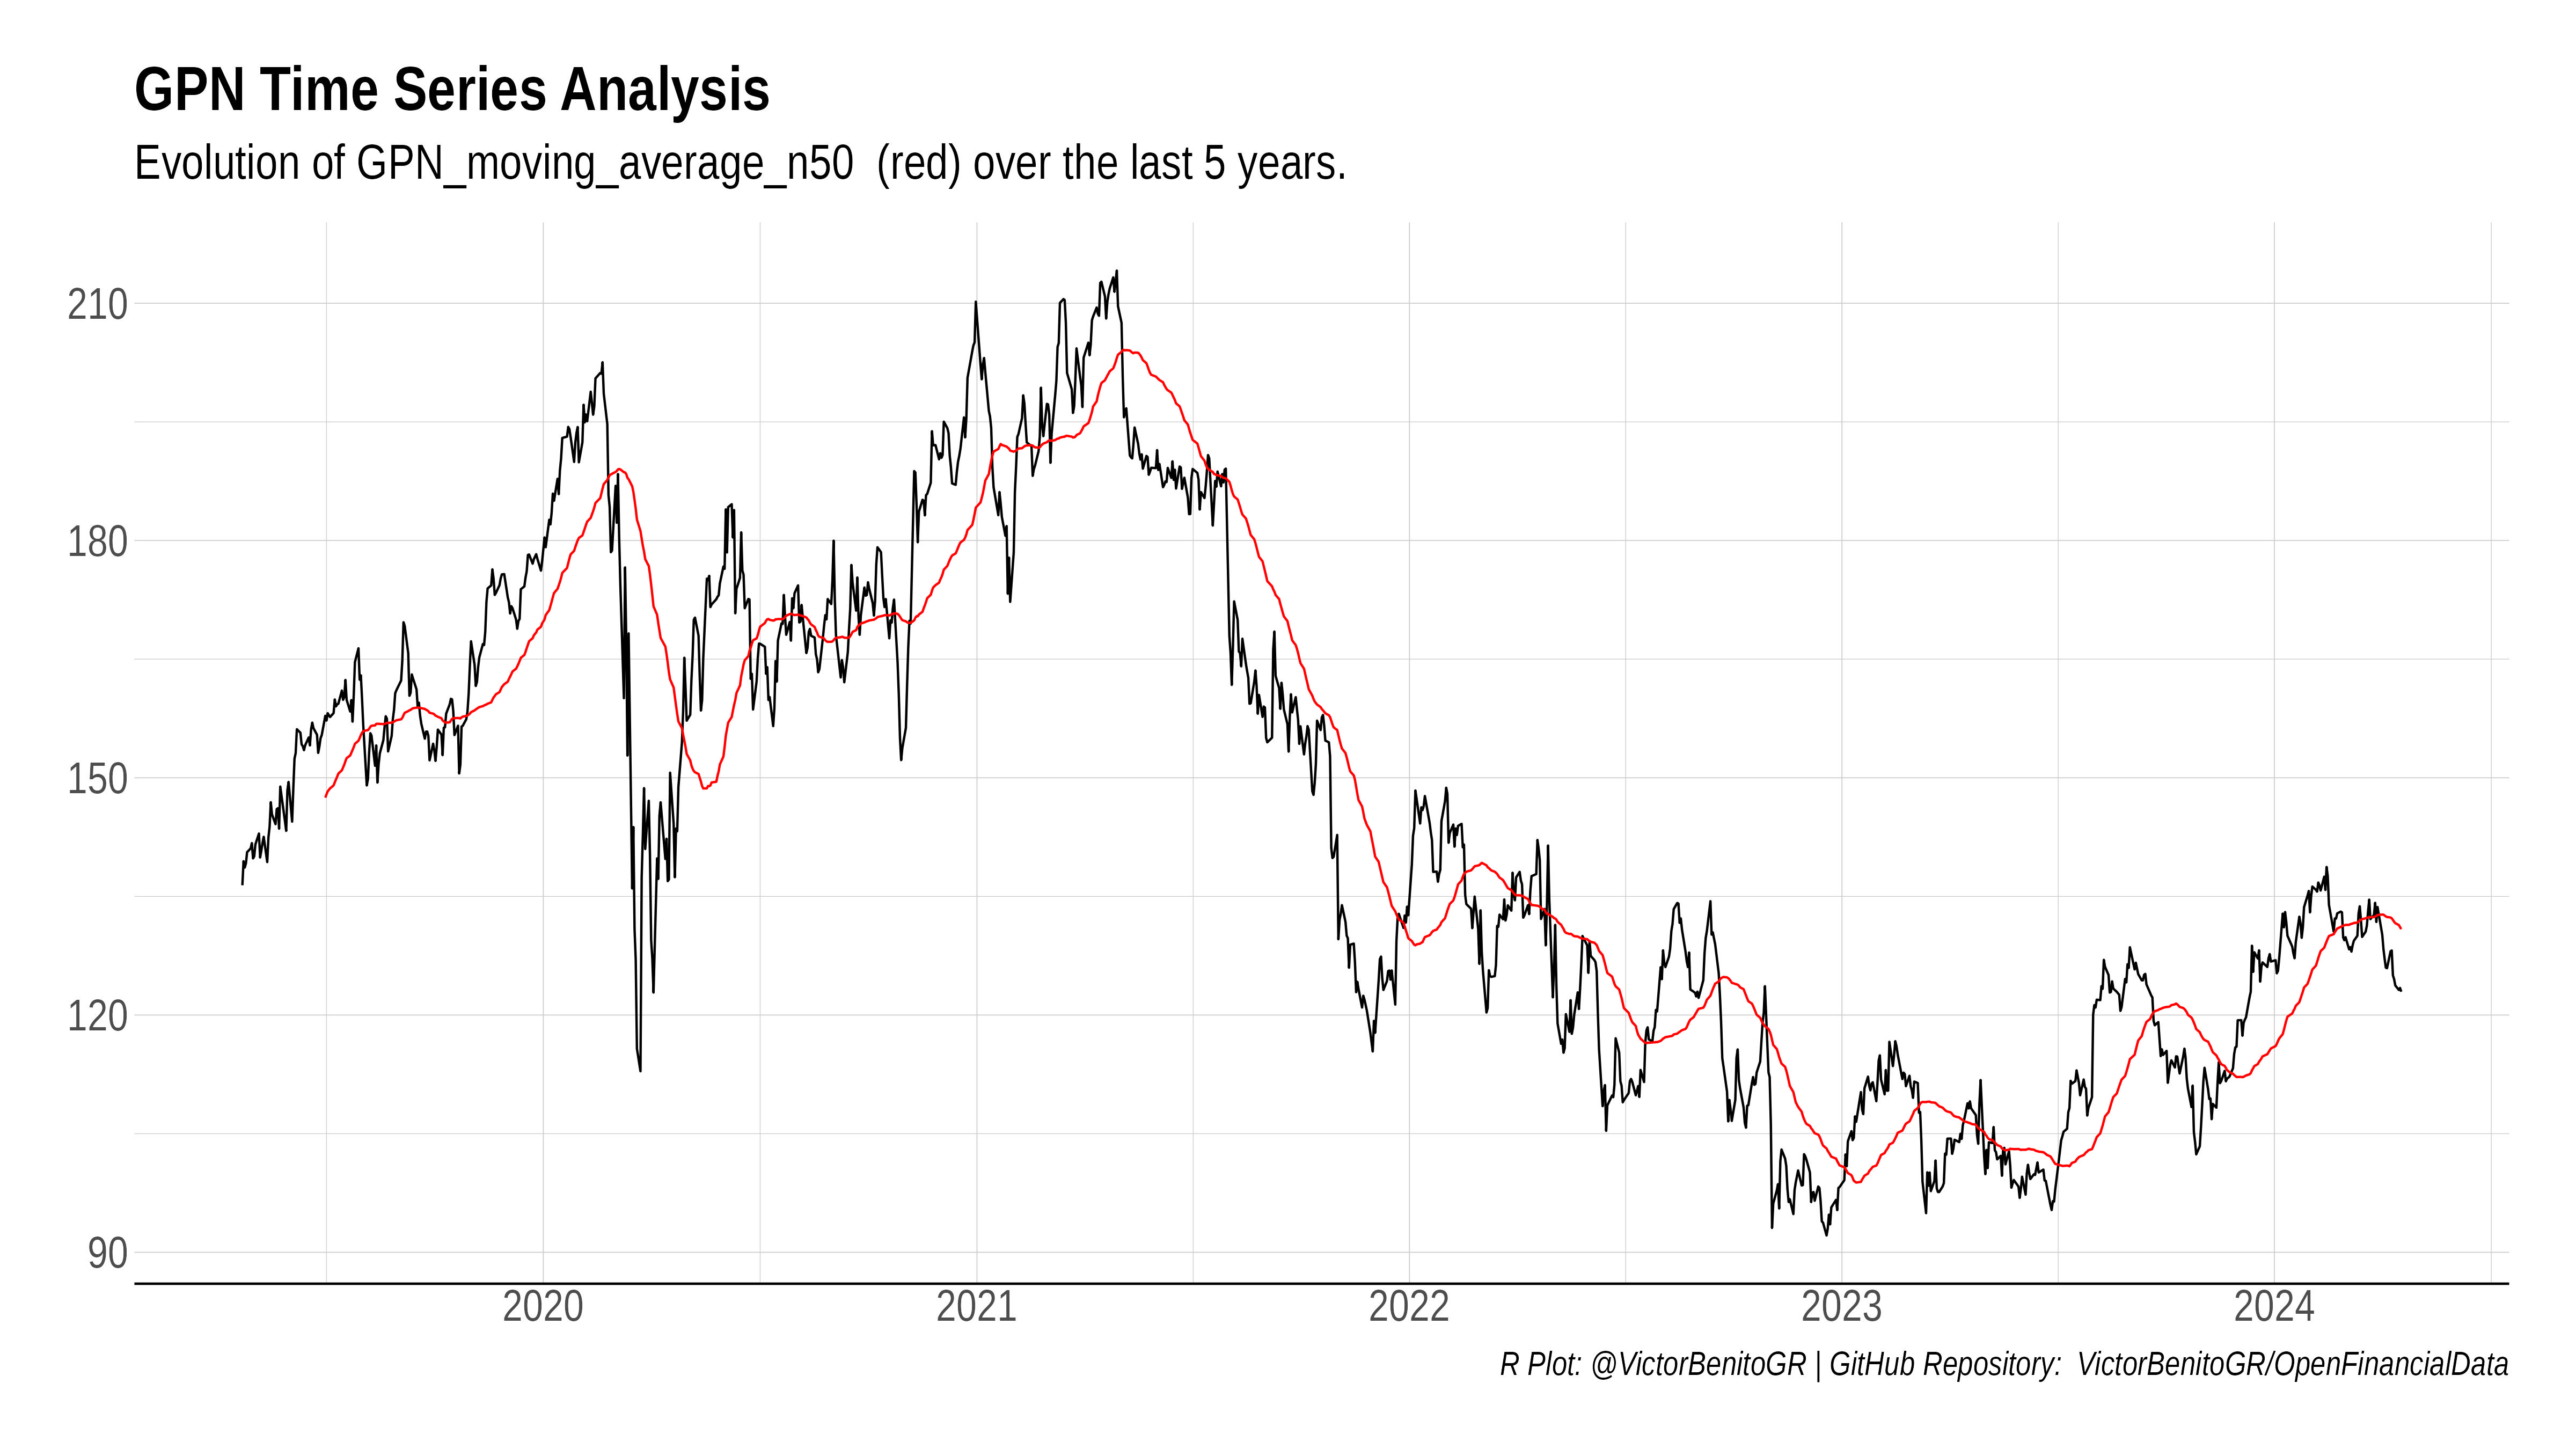 GPN Time Series Analysis
Evolution of GPN_moving_average_n50  (red) over the last 5 years.
210
180
150
120
90
2020 2021 2022 2023 2024
R Plot: @VictorBenitoGR | GitHub Repository:  VictorBenitoGR/OpenFinancialData